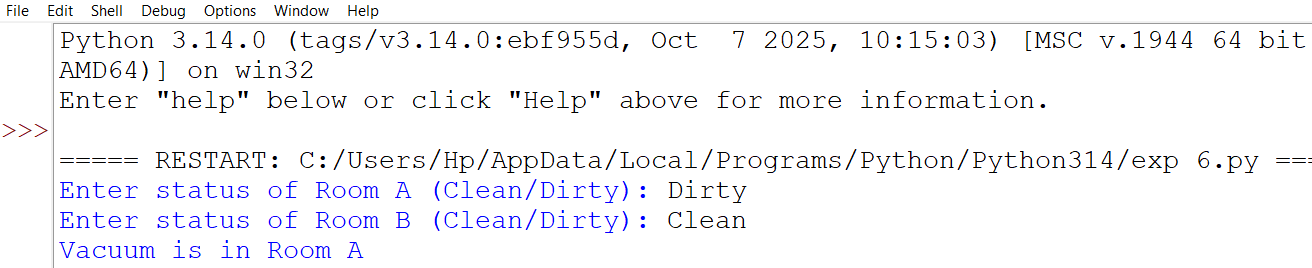 File Edit Shell Debug Options Window Help
Python 3.14.0 (tags/v3.14.0:ebf955d, Oct  7 2025, 10:15:03) [MSC v.1944 64 bit
AMD64)] on win32
Enter "help" below or click "Help" above for more information.
>>>
===== RESTART: C:/Users/Hp/AppData/Local/Programs/Python/Python314/exp 6.py ===
Enter status of Room A (Clean/Dirty): Dirty
Enter status of Room B (Clean/Dirty): Clean
Vacuum is in Room A